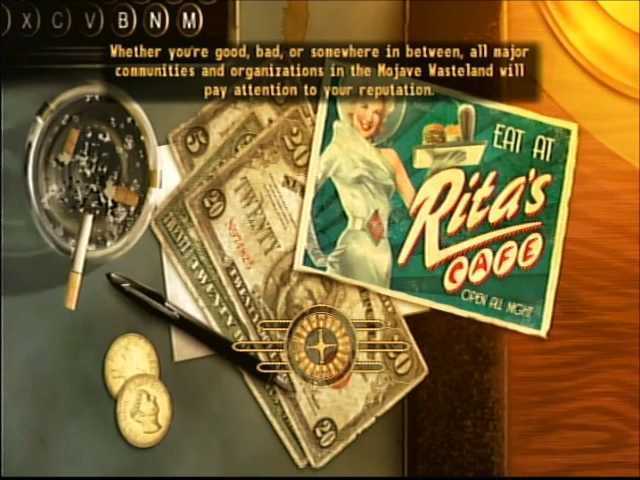 X C V B N M
Whether you're good, bad, or somewhere in between, all major
communities and organizations in the Mojave Wasteland will
pay attention to your reputation.
5
20
20
TWENTY
EAT AT
Rita's
CAFE
OPEN ALL NIGHT
20
20